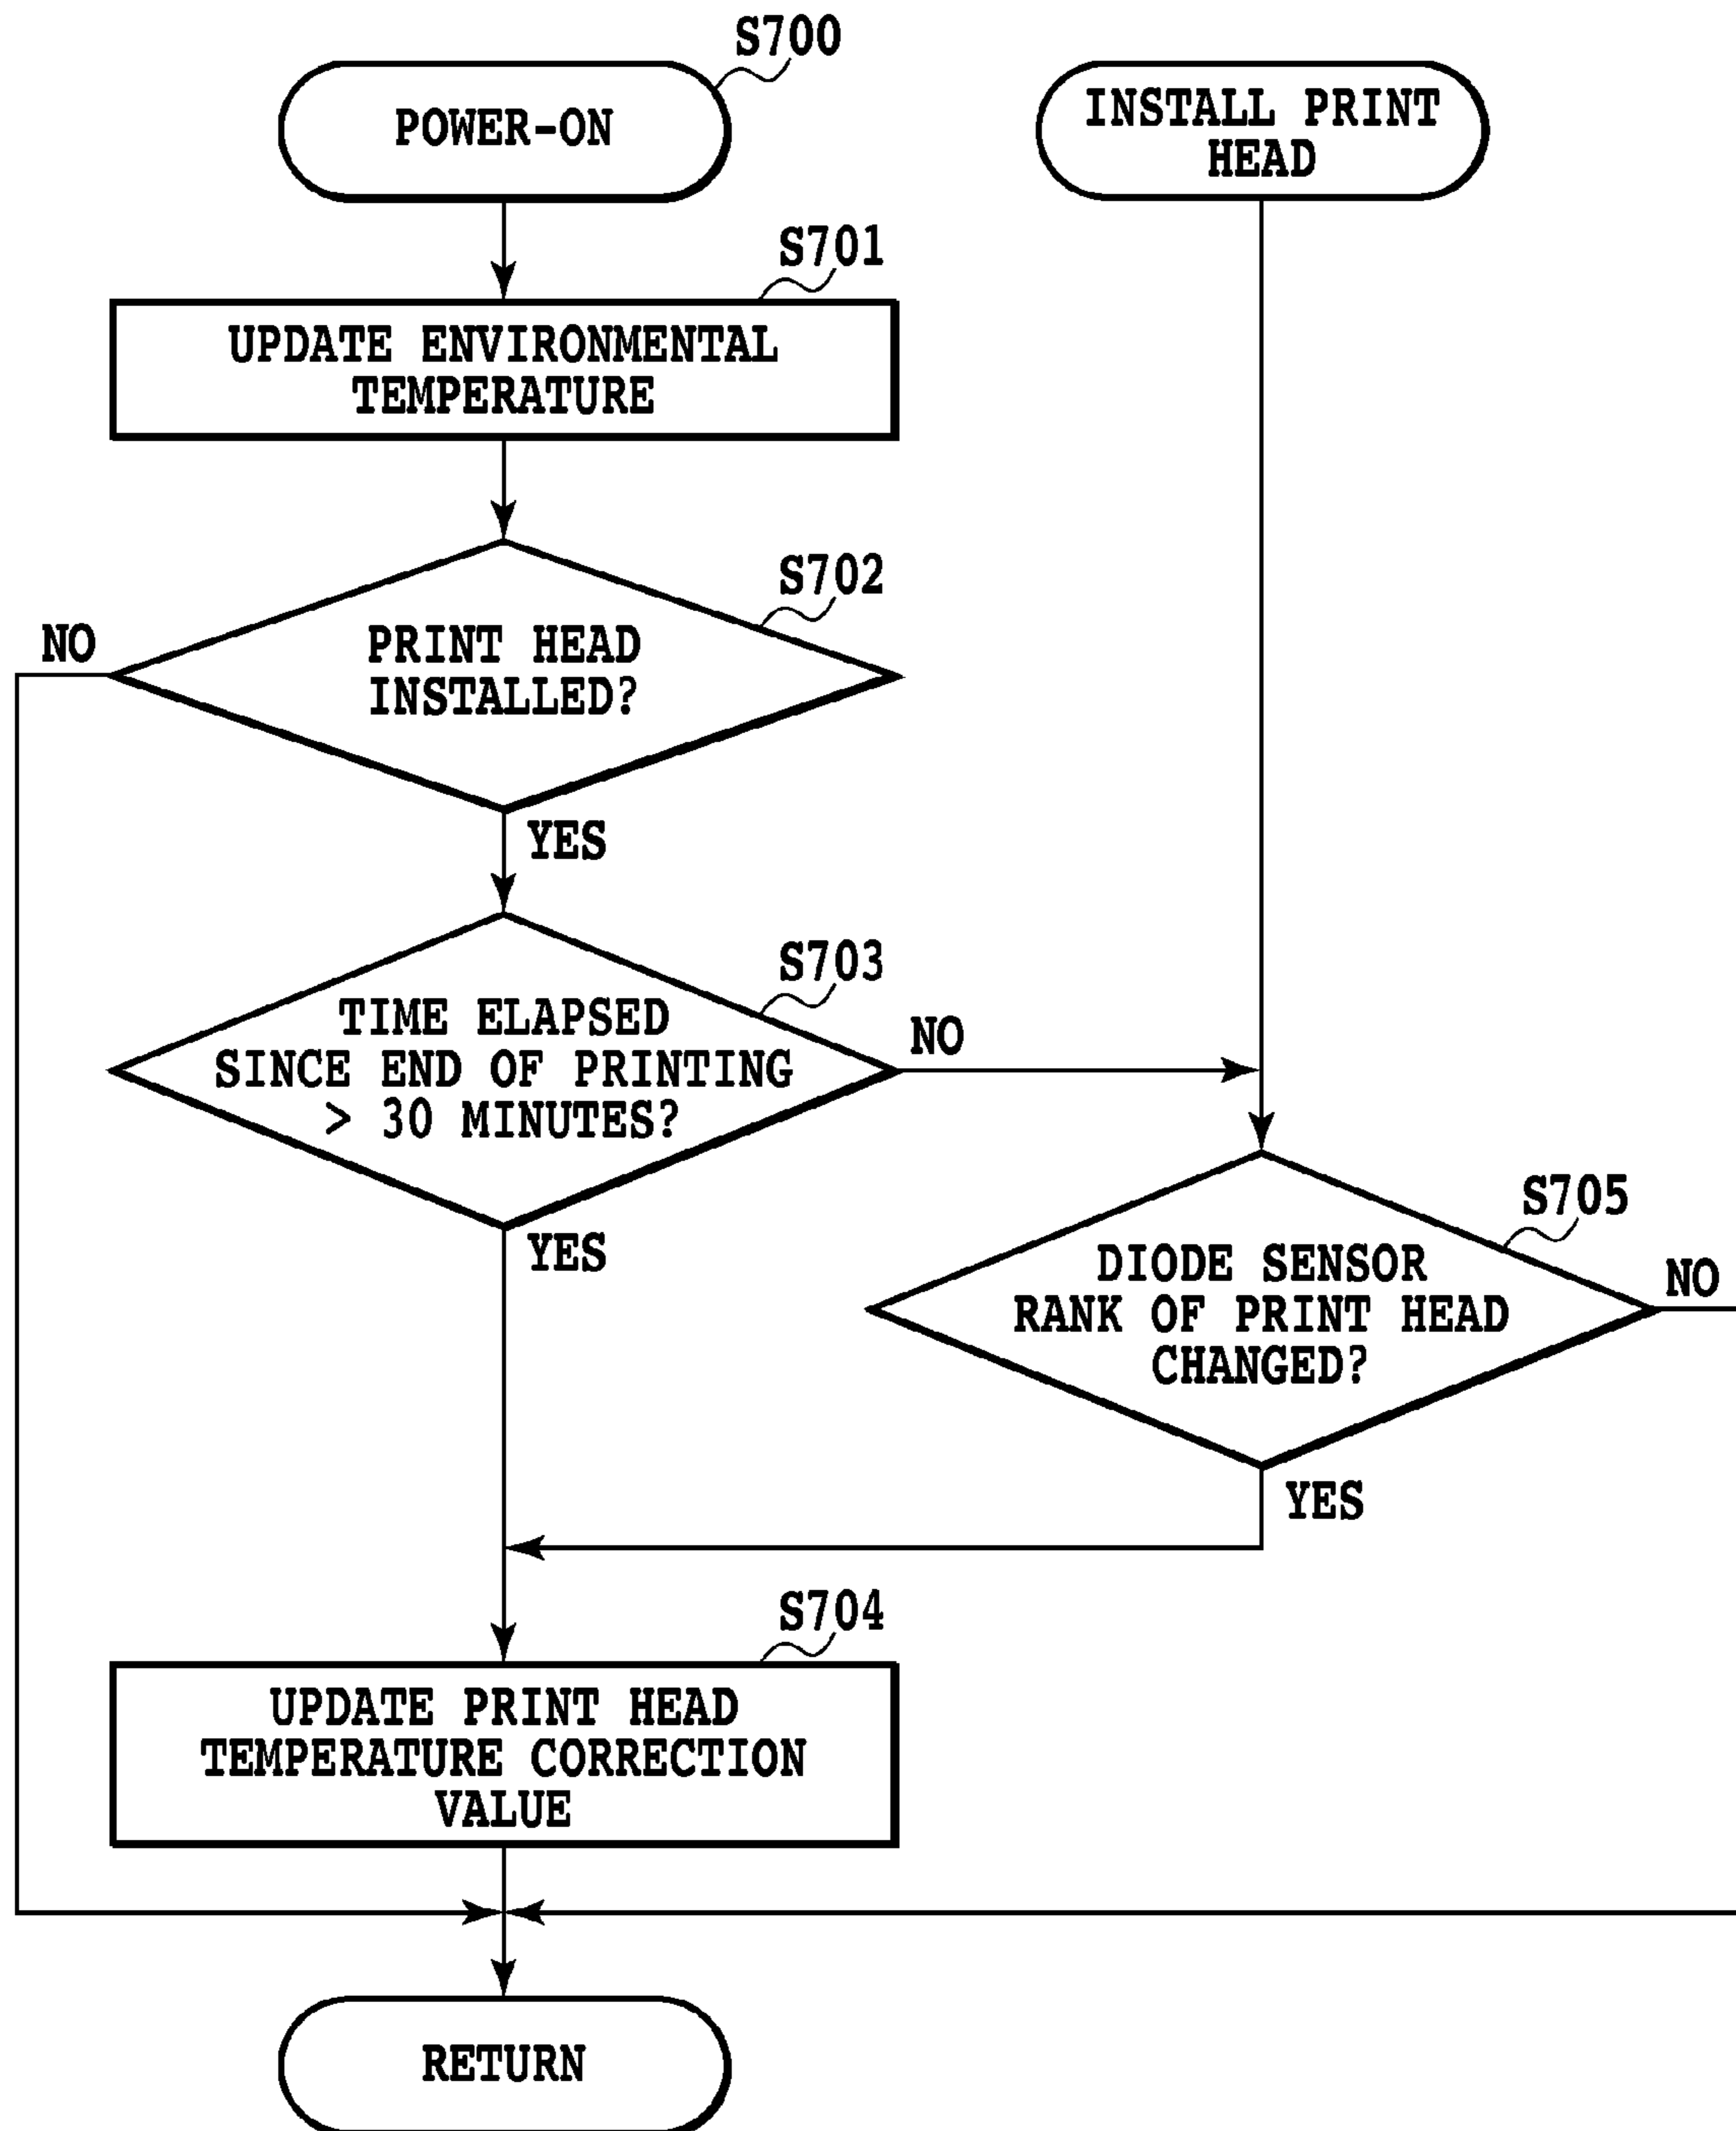 S700
POWER-ON
INSTALL PRINT
HEAD
S701
UPDATE ENVIRONMENTAL
TEMPERATURE
S702
NO
PRINT HEAD
INSTALLED?
YES
S703
TIME ELAPSED
SINCE END OF PRINTING
> 30 MINUTES?
NO
YES
S705
DIODE SENSOR
RANK OF PRINT HEAD
CHANGED?
NO
YES
S704
UPDATE PRINT HEAD
TEMPERATURE CORRECTION
VALUE
RETURN